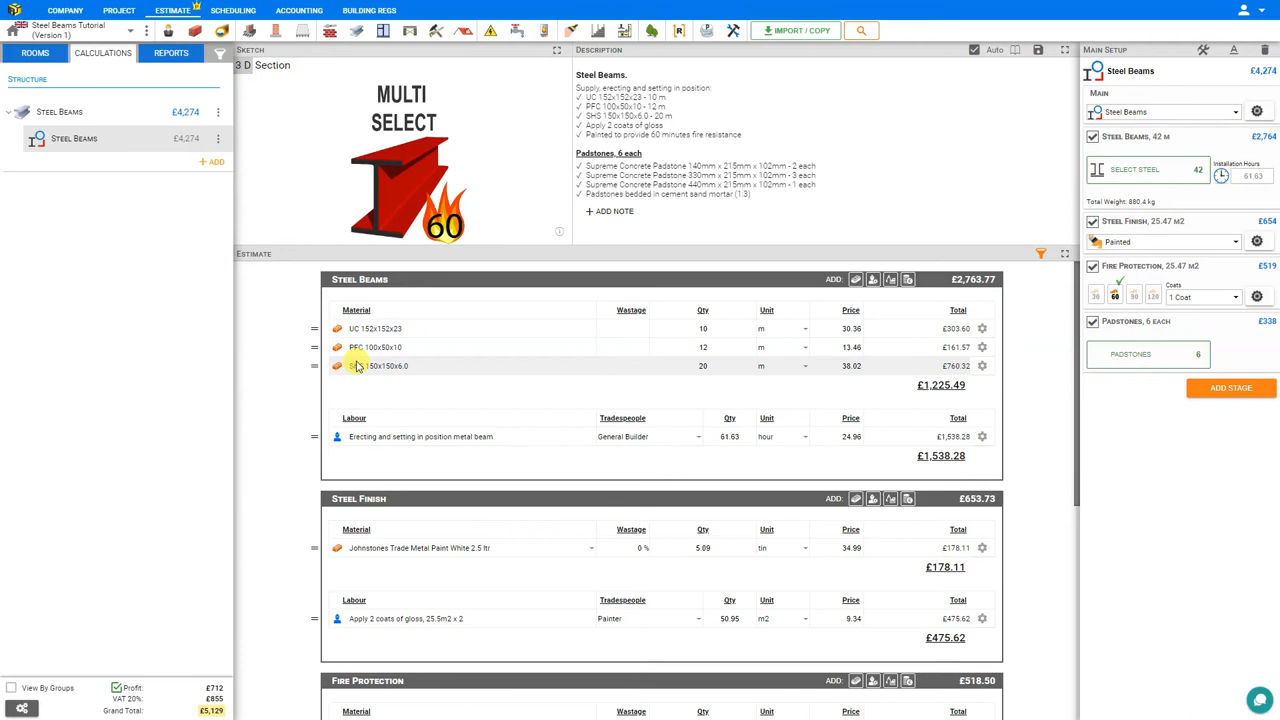 COMPANY PROJECT ESTIMATE SCHEDULING ACCOUNTING BUILDING REGS
Steel Beams Tutorial
(Version 1)
IMPORT / COPY
ROOMS CALCULATIONS REPORTS
STRUCTURE
STEEL BEAMS £4,274
STEEL BEAMS £4,274
+ ADD
View By Groups
Profit: £712
VAT 20%: £855
Grand Total: £5,129
SKETCH
3 D Section
MULTI
SELECT
60
DESCRIPTION
Auto
Steel Beams.
Supply, erecting and setting in position:
✓ UC 152x152x23 - 10 m
✓ PFC 100x50x10 - 12 m
✓ SHS 150x150x6.0 - 20 m
✓ Apply 2 coats of gloss
✓ Painted to provide 60 minutes fire resistance
Padstones, 6 each
✓ Supreme Concrete Padstone 140mm x 215mm x 102mm - 2 each
✓ Supreme Concrete Padstone 330mm x 215mm x 102mm - 3 each
✓ Supreme Concrete Padstone 440mm x 215mm x 102mm - 1 each
✓ Padstones bedded in cement sand mortar (1:3)
+ ADD NOTE
ESTIMATE
STEEL BEAMS ADD: £2,763.77
Material Wastage Qty Unit Price Total
UC 152x152x23 10 m 30.36 £303.60
PFC 100x50x10 12 m 13.46 £161.57
150x150x6.0 20 m 38.02 £760.32
£1,225.49
Labour Tradespeople Qty Unit Price Total
Erecting and setting in position metal beam General Builder 61.63 hour 24.96 £1,538.28
£1,538.28
STEEL FINISH ADD: £653.73
Material Wastage Qty Unit Price Total
Johnstones Trade Metal Paint White 2.5 ltr 0 % 5.09 tin 34.99 £178.11
£178.11
Labour Tradespeople Qty Unit Price Total
Apply 2 coats of gloss, 25.5m2 x 2 Painter 50.95 m2 9.34 £475.62
£475.62
FIRE PROTECTION ADD: £518.50
Material Wastage Qty Unit Price Total
MAIN SETUP
Steel Beams £4,274
MAIN
Steel Beams
STEEL BEAMS, 42 M £2,764
SELECT STEEL 42
Installation Hours
61.63
Total Weight: 880.4 kg
STEEL FINISH, 25.47 M2 £654
Painted
FIRE PROTECTION, 25.47 M2 £519
30 60 90 120
Coats
1 Coat
PADSTONES, 6 EACH £338
PADSTONES 6
ADD STAGE